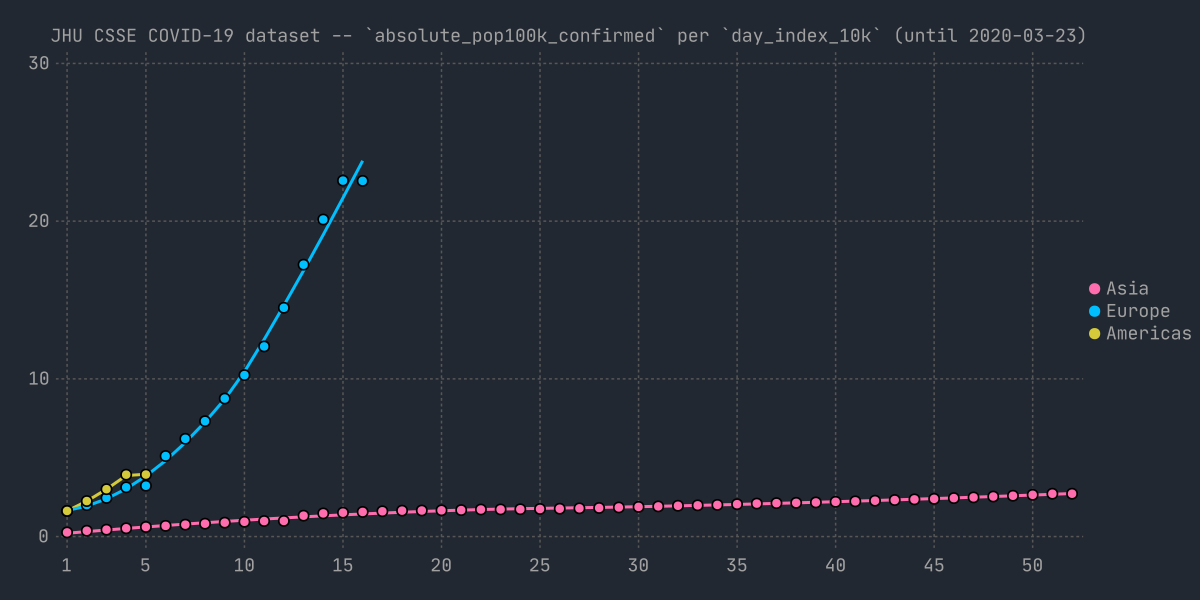 JHU CSSE COVID-19 dataset -- `absolute_pop100k_confirmed` per `day_index_10k` (until 2020-03-23)
30
20
10
0
1 5 10 15 20 25 30 35 40 45 50
Asia
Europe
Americas